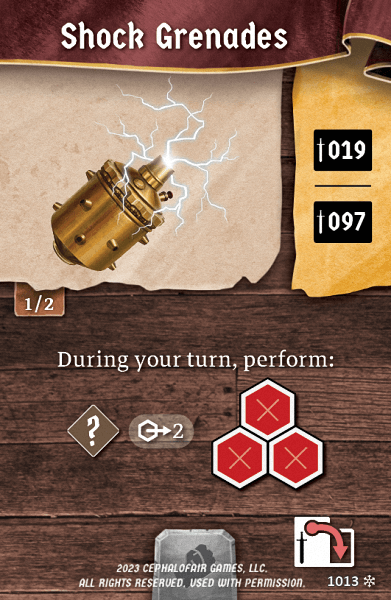 Shock Grenades
019
097
1/2
During your turn, perform:
? 2
2023 CEPHALOFAIR GAMES, LLC.
ALL RIGHTS RESERVED. USED WITH PERMISSION.
1013